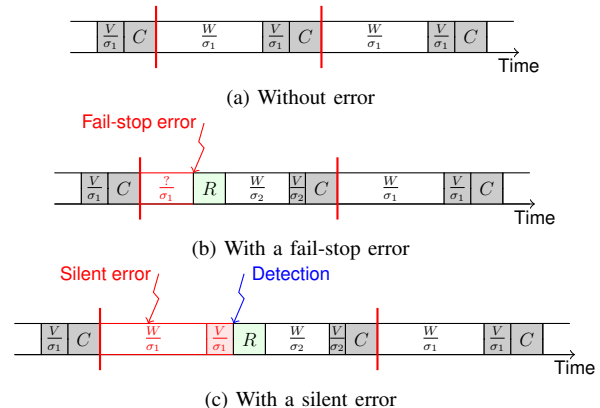 V/σ1 C W/σ1 V/σ1 C W/σ1 V/σ1 C
Time
(a) Without error
Fail-stop error
V/σ1 C ?/σ1 R W/σ2 V/σ2 C W/σ1 V/σ1 C
Time
(b) With a fail-stop error
Silent error Detection
V/σ1 C W/σ1 V/σ1 R W/σ2 V/σ2 C W/σ1 V/σ1 C
Time
(c) With a silent error